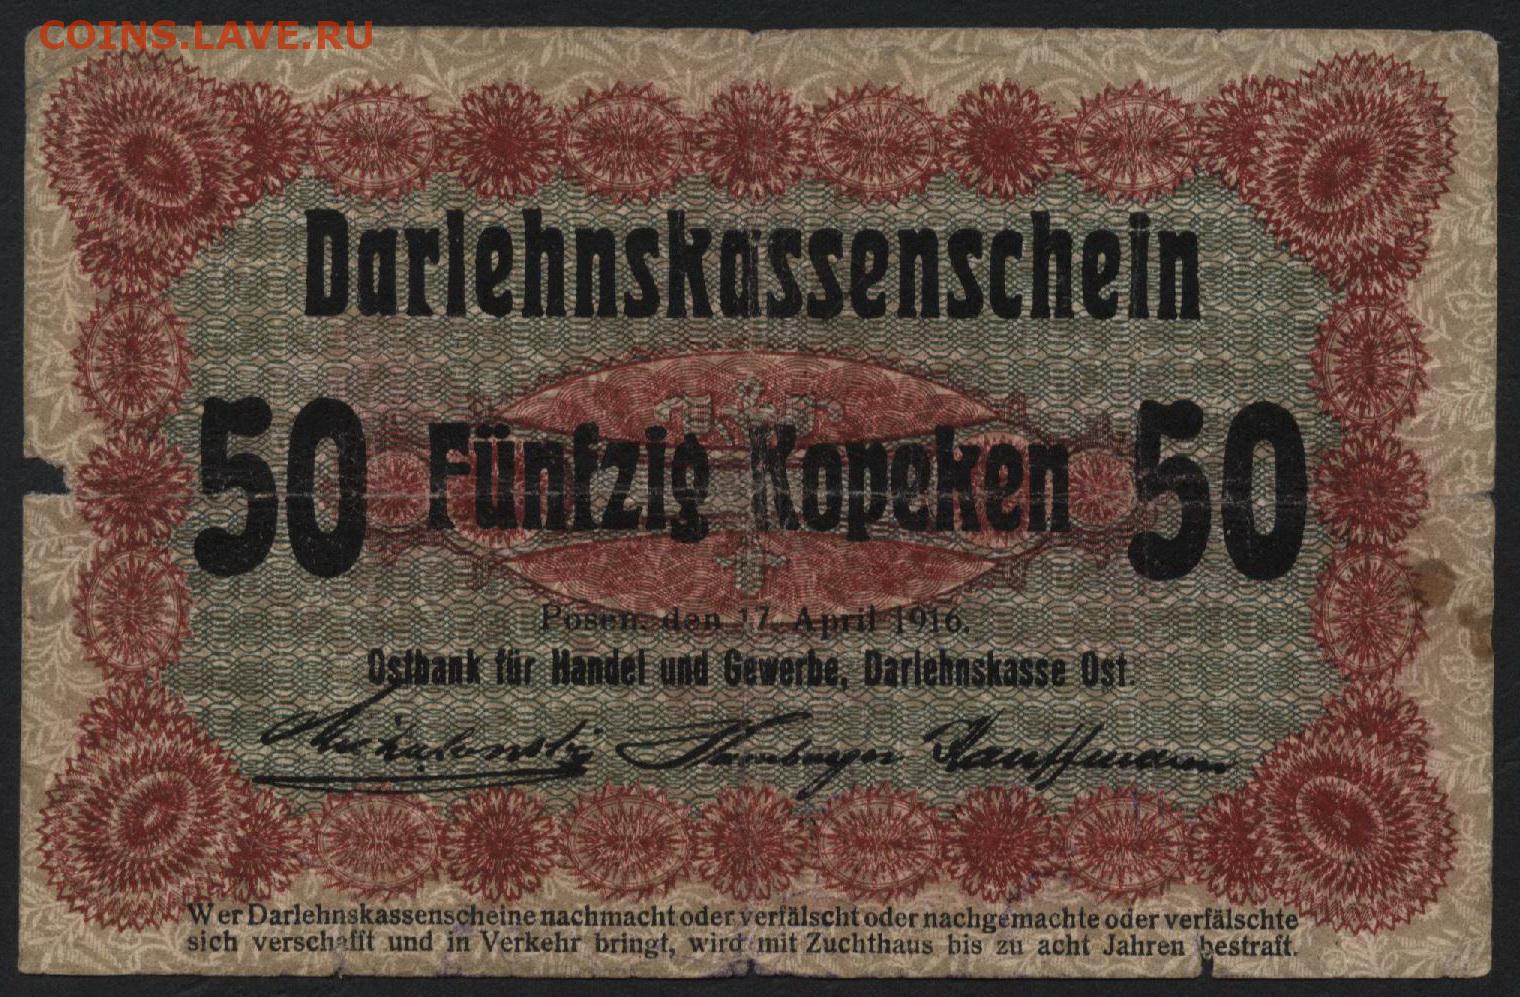 COINS.LAVE.RU
Darlehnskassenschein
50 Fünfzig Kopeken 50
Posen, den 17. April 1916.
Ostbank für Handel und Gewerbe, Darlehnskasse Ost.
Kauffmann
Wer Darlehnskassenscheine nachmacht oder verfälscht oder nachgemachte oder verfälschte
sich verschafft und in Verkehr bringt, wird mit Zuchthaus bis zu acht Jahren bestraft.